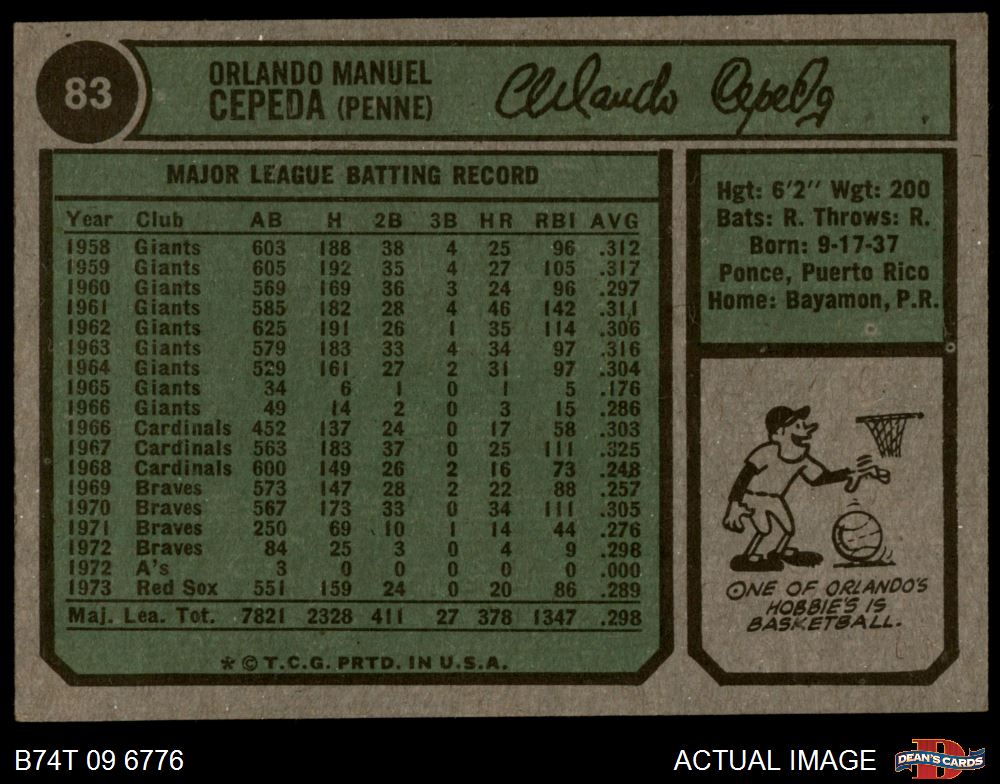 83
ORLANDO MANUEL
CEPEDA (PENNE)
Orlando Cepeda
MAJOR LEAGUE BATTING RECORD
Year Club AB H 2B 3B HR RBI AVG
1958 Giants 603 188 38 4 25 96 .312
1959 Giants 605 192 35 4 27 105 .317
1960 Giants 569 169 36 3 24 96 .297
1961 Giants 585 182 28 4 46 142 .311
1962 Giants 625 191 26 1 35 114 .306
1963 Giants 579 183 33 4 34 97 .316
1964 Giants 529 161 27 2 31 97 .304
1965 Giants 34 6 1 0 1 5 .176
1966 Giants 49 14 2 0 3 15 .286
1966 Cardinals 452 137 24 0 17 58 .303
1967 Cardinals 563 183 37 0 25 111 .325
1968 Cardinals 600 149 26 2 16 73 .248
1969 Braves 573 147 28 2 22 88 .257
1970 Braves 567 173 33 0 34 111 .305
1971 Braves 250 69 10 1 14 44 .276
1972 Braves 84 25 3 0 4 9 .298
1972 A's 3 0 0 0 0 0 .000
1973 Red Sox 551 159 24 0 20 86 .289
Maj. Lea. Tot. 7821 2328 411 27 378 1347 .298
* © T.C.G. PRTD. IN U.S.A.
Hgt: 6'2" Wgt: 200
Bats: R. Throws: R.
Born: 9-17-37
Ponce, Puerto Rico
Home: Bayamon, P.R.
ONE OF ORLANDO'S
HOBBIE'S IS
BASKETBALL.
B74T 09 6776
ACTUAL IMAGE
D
DEAN'S CARDS